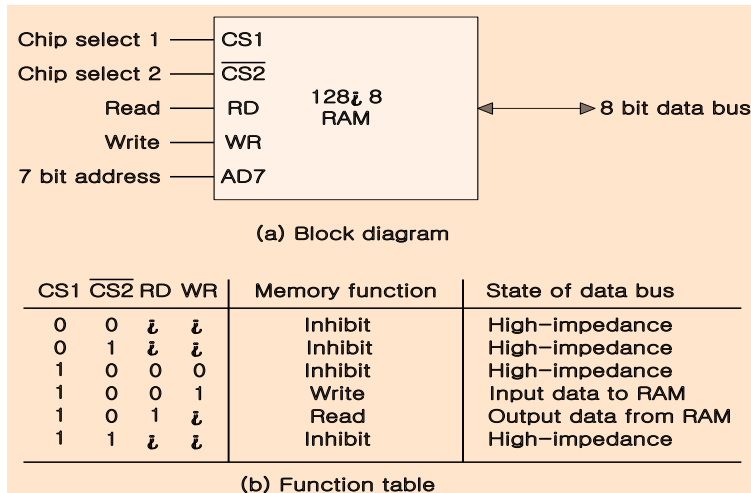 Chip select 1 CS1
Chip select 2 C̅S̅2̅
Read RD
Write WR
7 bit address AD7
128¿ 8
RAM
8 bit data bus
(a) Block diagram
CS1 C̅S̅2̅ RD WR Memory function State of data bus
0 0 ¿ ¿ Inhibit High-impedance
0 1 ¿ ¿ Inhibit High-impedance
1 0 0 0 Inhibit High-impedance
1 0 0 1 Write Input data to RAM
1 0 1 ¿ Read Output data from RAM
1 1 ¿ ¿ Inhibit High-impedance
(b) Function table